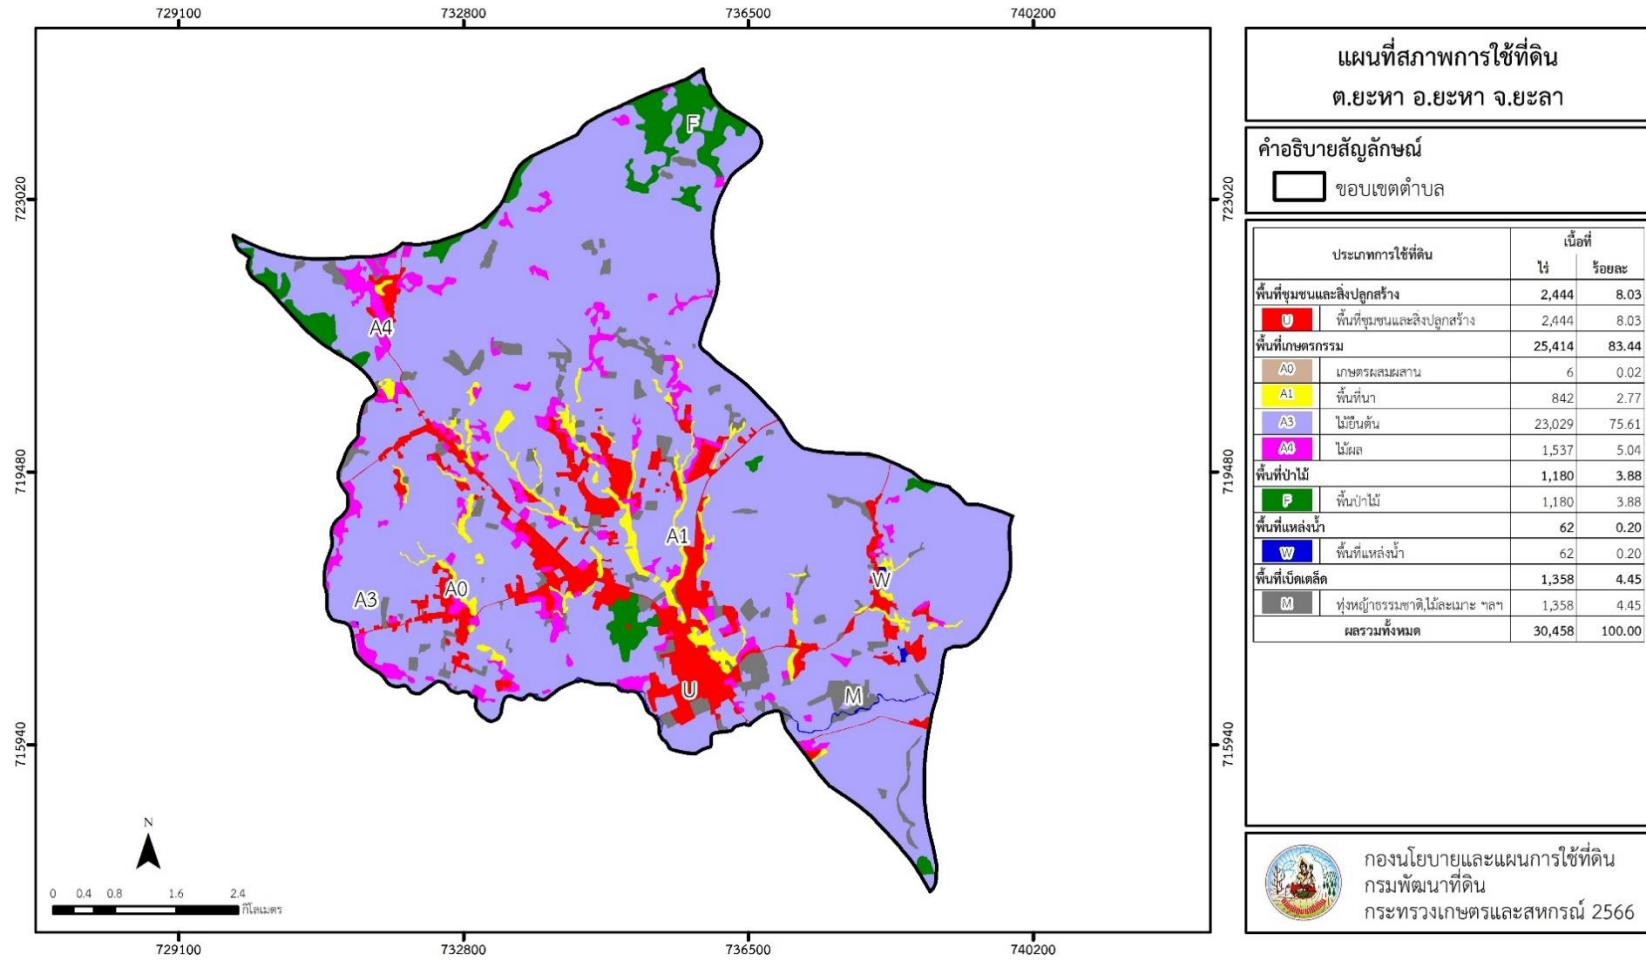 729100 732800 736500 740200
แผนที่สภาพการใช้ที่ดิน
ต.ยะหา อ.ยะหา จ.ยะลา
คำอธิบายสัญลักษณ์
ขอบเขตตำบล
ประเภทการใช้ที่ดิน เนื้อที่
ไร่ ร้อยละ
พื้นที่ชุมชนและสิ่งปลูกสร้าง 2,444 8.03
U พื้นที่ชุมชนและสิ่งปลูกสร้าง 2,444 8.03
พื้นที่เกษตรกรรม 25,414 83.44
A0 เกษตรผสมผสาน 6 0.02
A1 พื้นที่นา 842 2.77
A3 ไม้ยืนต้น 23,029 75.61
A4 ไม้ผล 1,537 5.04
พื้นที่ป่าไม้ 1,180 3.88
F พื้นป่าไม้ 1,180 3.88
พื้นที่แหล่งน้ำ 62 0.20
W พื้นที่แหล่งน้ำ 62 0.20
พื้นที่เบ็ดเตล็ด 1,358 4.45
M ทุ่งหญ้าธรรมชาติ,ไม้ละเมาะ ฯลฯ 1,358 4.45
ผลรวมทั้งหมด 30,458 100.00
กองนโยบายและแผนการใช้ที่ดิน
กรมพัฒนาที่ดิน
กระทรวงเกษตรและสหกรณ์ 2566
F
A4
A1
A0
A3
W
U
M
723020 723020
719480 719480
715940 715940
N
0 0.4 0.8 1.6 2.4
กิโลเมตร
729100 732800 736500 740200